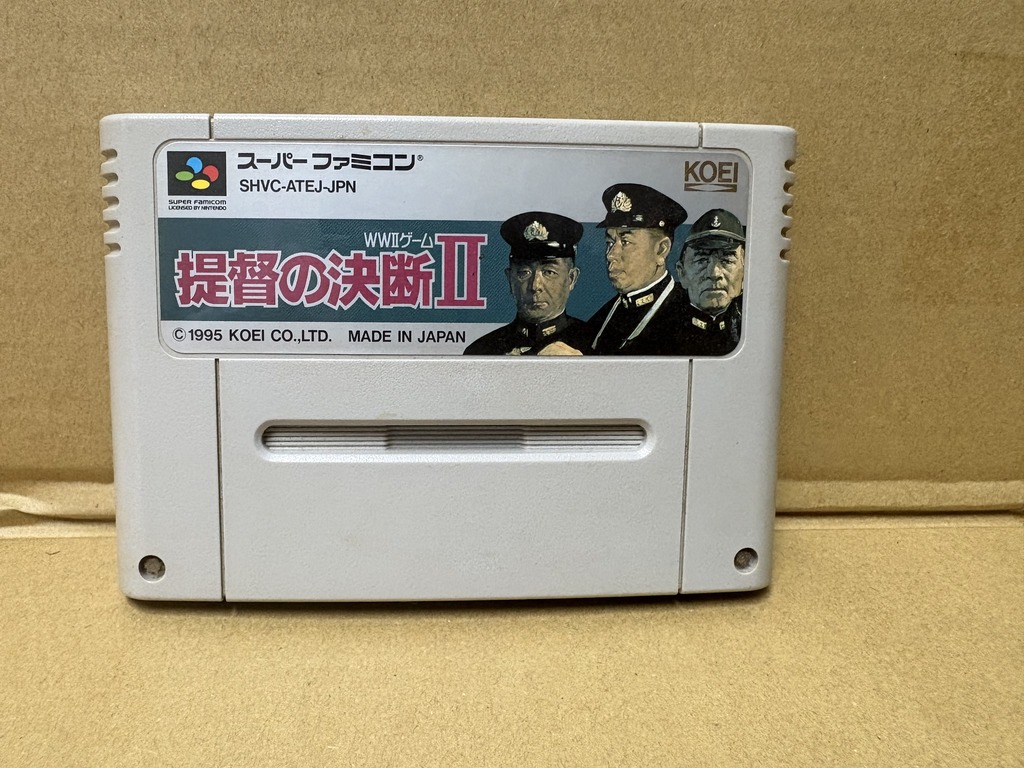 スーパーファミコン®
SHVC-ATEJ-JPN
SUPER FAMICOM
LICENSED BY NINTENDO
KOEI
WWIIゲーム
提督の決断II
©1995 KOEI CO.,LTD. MADE IN JAPAN